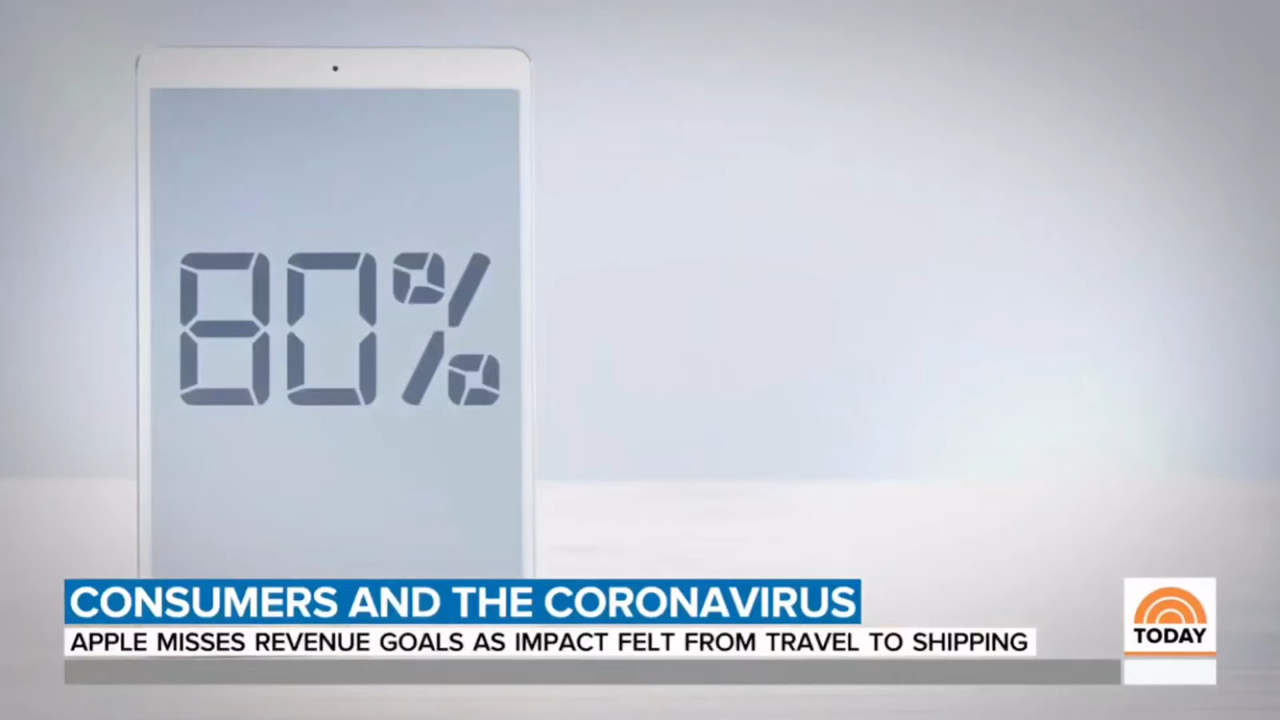 80%
CONSUMERS AND THE CORONAVIRUS
APPLE MISSES REVENUE GOALS AS IMPACT FELT FROM TRAVEL TO SHIPPING
TODAY